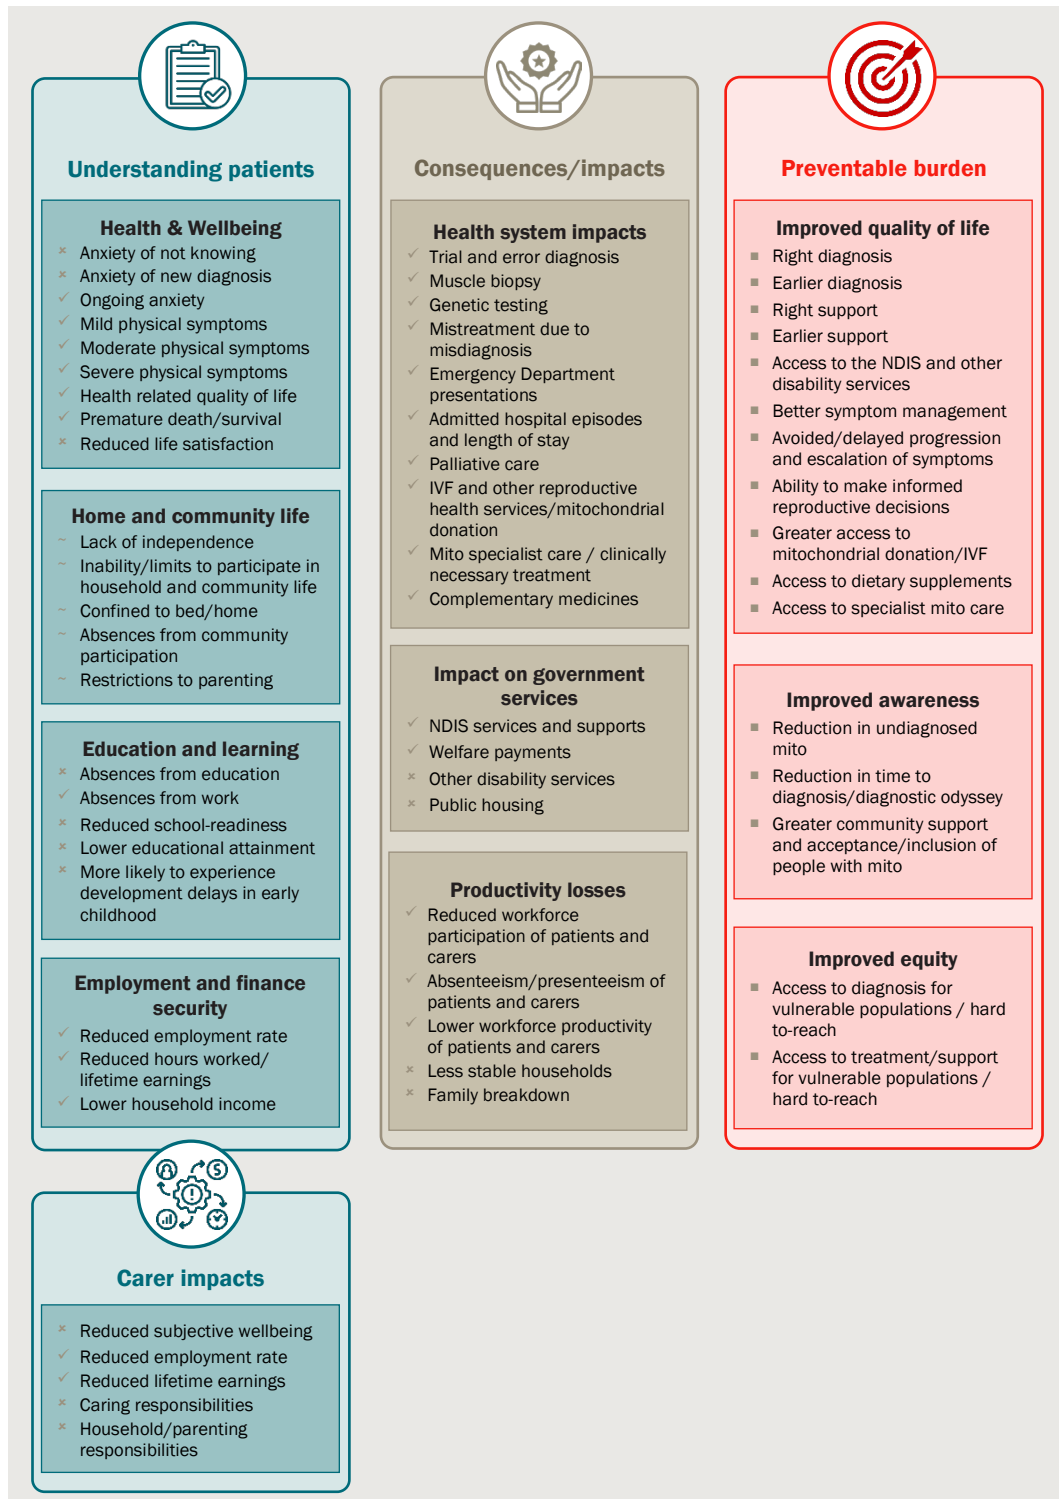 Understanding patients
Health & Wellbeing
× Anxiety of not knowing
× Anxiety of new diagnosis
✓ Ongoing anxiety
✓ Mild physical symptoms
✓ Moderate physical symptoms
✓ Severe physical symptoms
✓ Health related quality of life
✓ Premature death/survival
× Reduced life satisfaction
Home and community life
~ Lack of independence
~ Inability/limits to participate in
household and community life
~ Confined to bed/home
~ Absences from community
participation
~ Restrictions to parenting
Education and learning
× Absences from education
✓ Absences from work
× Reduced school-readiness
× Lower educational attainment
× More likely to experience
development delays in early
childhood
Employment and finance
security
✓ Reduced employment rate
✓ Reduced hours worked/
lifetime earnings
✓ Lower household income
Carer impacts
× Reduced subjective wellbeing
✓ Reduced employment rate
✓ Reduced lifetime earnings
× Caring responsibilities
× Household/parenting
responsibilities
Consequences/impacts
Health system impacts
✓ Trial and error diagnosis
✓ Muscle biopsy
✓ Genetic testing
✓ Mistreatment due to
misdiagnosis
✓ Emergency Department
presentations
✓ Admitted hospital episodes
and length of stay
✓ Palliative care
✓ IVF and other reproductive
health services/mitochondrial
donation
✓ Mito specialist care / clinically
necessary treatment
✓ Complementary medicines
Impact on government
services
✓ NDIS services and supports
✓ Welfare payments
× Other disability services
× Public housing
Productivity losses
✓ Reduced workforce
participation of patients and
carers
✓ Absenteeism/presenteeism of
patients and carers
✓ Lower workforce productivity
of patients and carers
× Less stable households
× Family breakdown
Preventable burden
Improved quality of life
■ Right diagnosis
■ Earlier diagnosis
■ Right support
■ Earlier support
■ Access to the NDIS and other
disability services
■ Better symptom management
■ Avoided/delayed progression
and escalation of symptoms
■ Ability to make informed
reproductive decisions
■ Greater access to
mitochondrial donation/IVF
■ Access to dietary supplements
■ Access to specialist mito care
Improved awareness
■ Reduction in undiagnosed
mito
■ Reduction in time to
diagnosis/diagnostic odyssey
■ Greater community support
and acceptance/inclusion of
people with mito
Improved equity
■ Access to diagnosis for
vulnerable populations / hard
to-reach
■ Access to treatment/support
for vulnerable populations /
hard to-reach